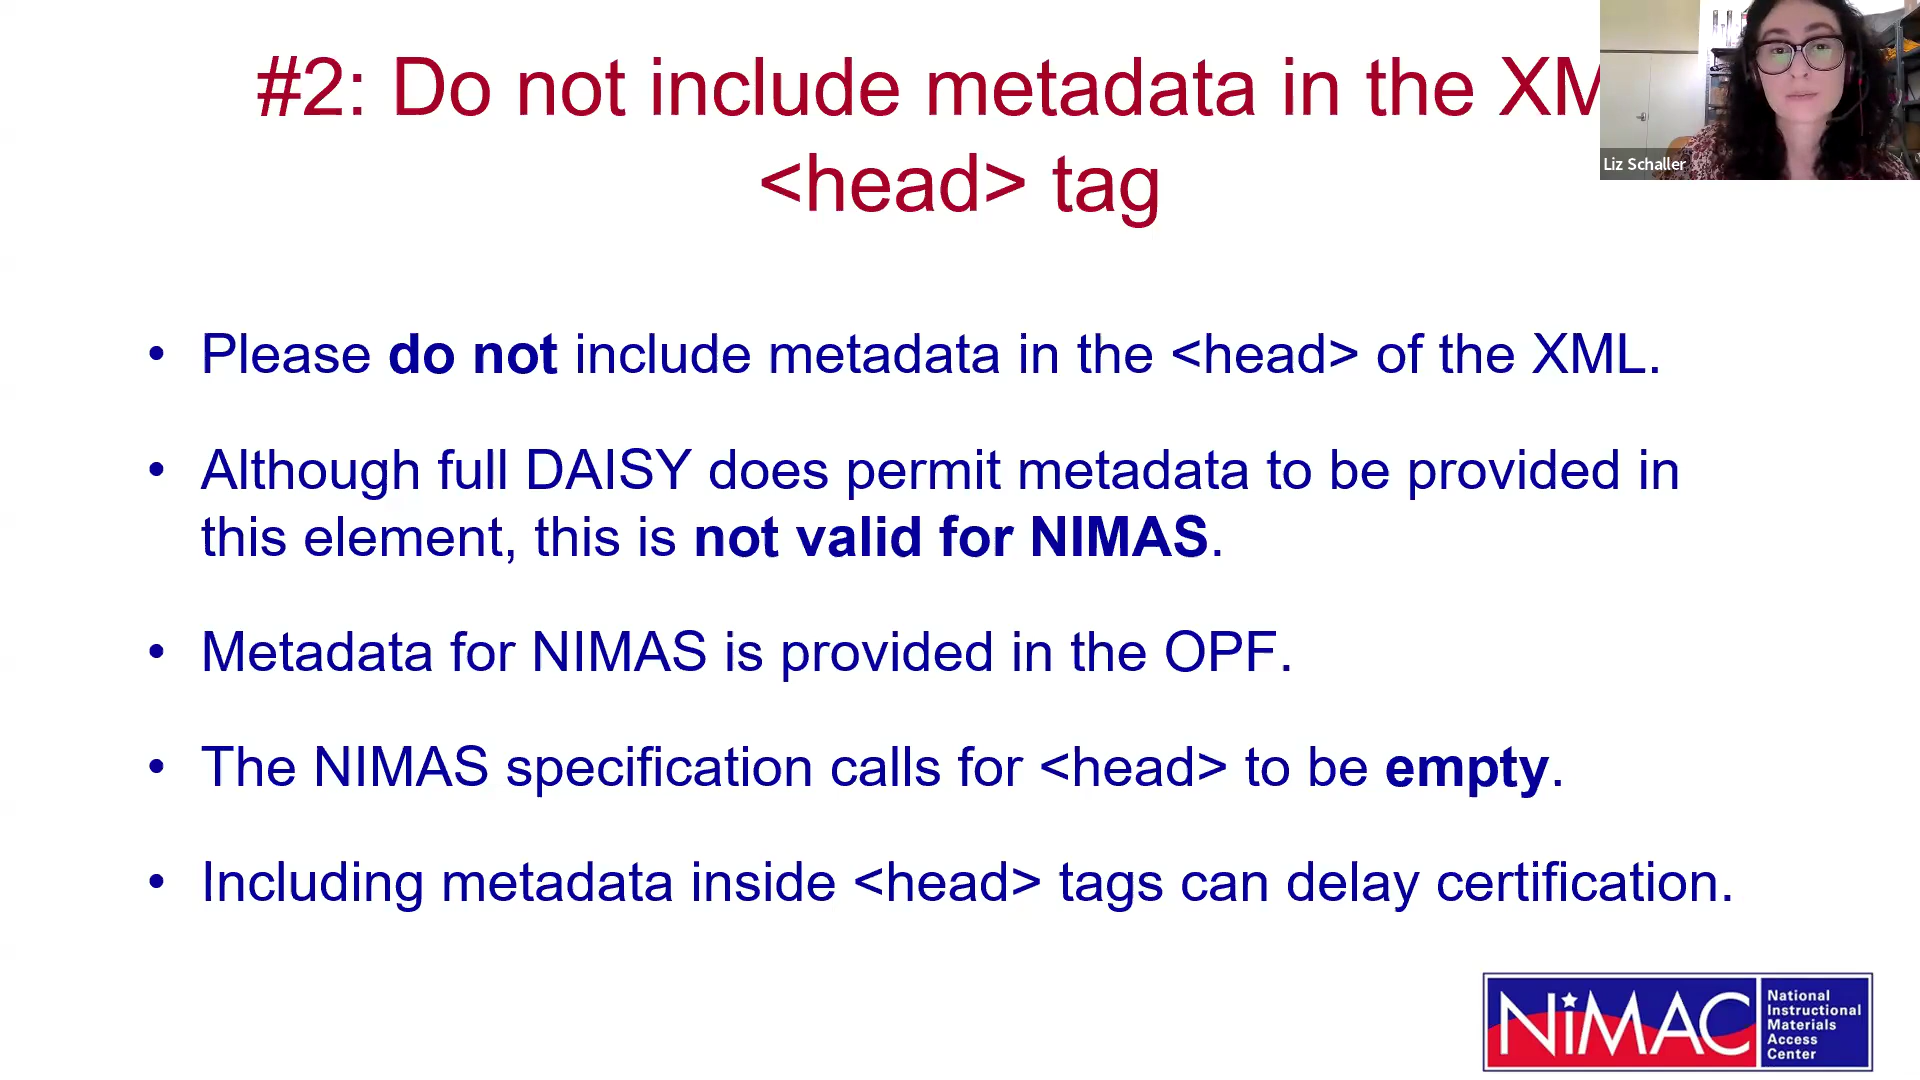 #2: Do not include metadata in the XM
<head> tag
Liz Schaller
• Please do not include metadata in the <head> of the XML.
• Although full DAISY does permit metadata to be provided in
this element, this is not valid for NIMAS.
• Metadata for NIMAS is provided in the OPF.
• The NIMAS specification calls for <head> to be empty.
• Including metadata inside <head> tags can delay certification.
NiMAC
National
Instructional
Materials
Access
Center